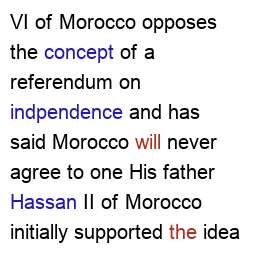 VI of Morocco opposes
the concept of a
referendum on
indpendence and has
said Morocco will never
agree to one His father
Hassan II of Morocco
initially supported the idea